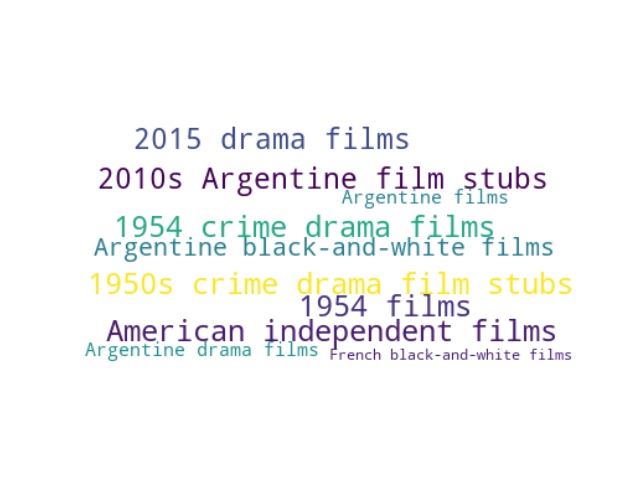 2015 drama films
2010s Argentine film stubs
Argentine films
1954 crime drama films
Argentine black-and-white films
1950s crime drama film stubs
1954 films
American independent films
Argentine drama films
French black-and-white films